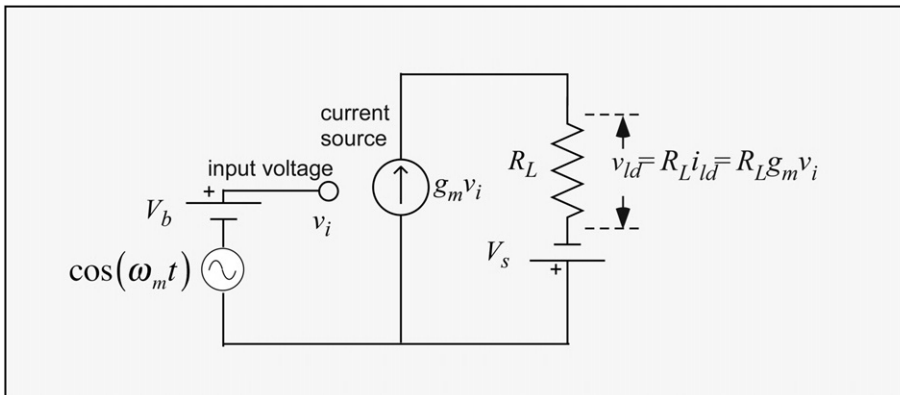 current
source
input voltage
+
V_b
v_i
g_m v_i
R_L
v_ld = R_L i_ld = R_L g_m v_i
V_s
+
cos(ω_m t)